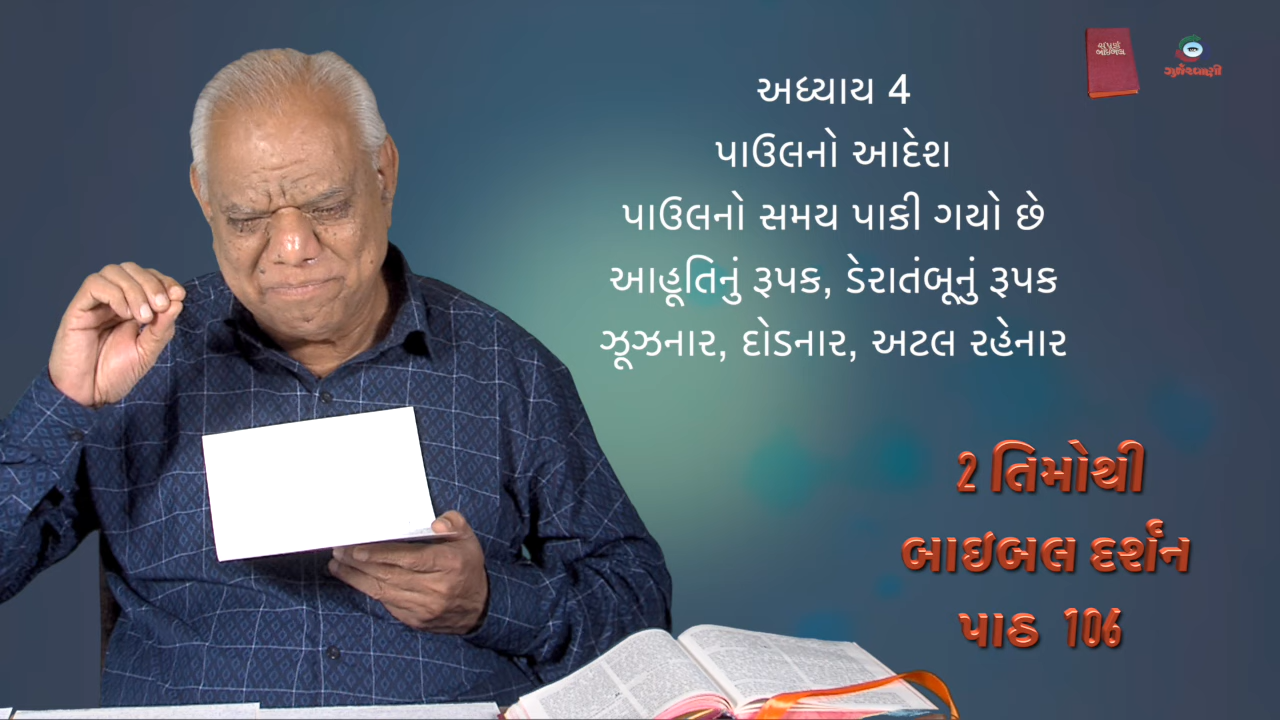 અધ્યાય 4
પાઉલનો આદેશ
પાઉલનો સમય પાકી ગયો છે
આહૂતિનું રૂપક, ડેરાતંબૂનું રૂપક
ઝૂઝનાર, દોડનાર, અટલ રહેનાર
2 તિમોથી
બાઇબલ દર્શન
પાઠ 106
ગુર્જરવાણી